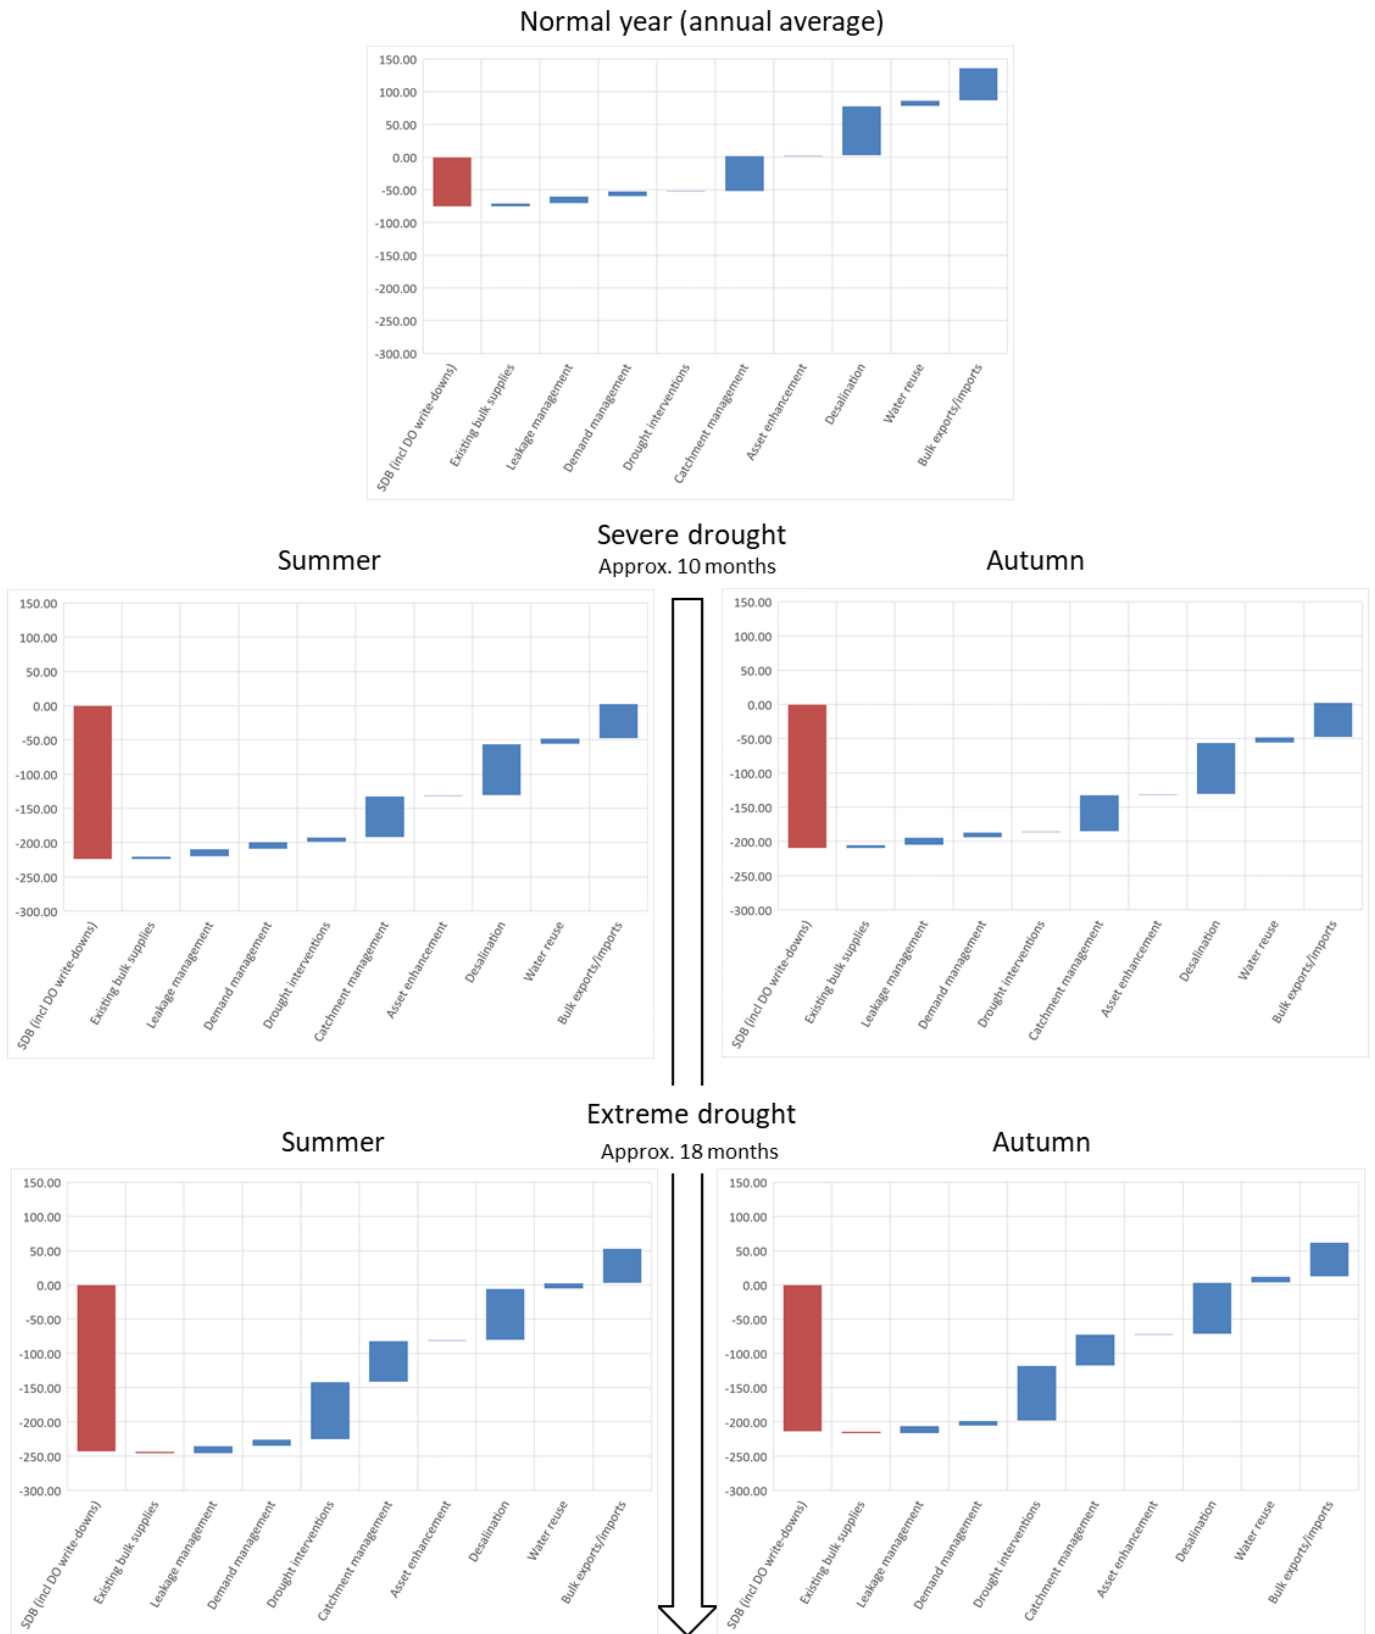 Normal year (annual average)
150.00
100.00
50.00
0.00
-50.00
-100.00
-150.00
-200.00
-250.00
-300.00
SDB (incl DO write-downs)
Existing bulk supplies
Leakage management
Demand management
Drought interventions
Catchment management
Asset enhancement
Desalination
Water reuse
Bulk exports/imports
Severe drought
Approx. 10 months
Summer
Autumn
150.00
100.00
50.00
0.00
-50.00
-100.00
-150.00
-200.00
-250.00
-300.00
SDB (incl DO write-downs)
Existing bulk supplies
Leakage management
Demand management
Drought interventions
Catchment management
Asset enhancement
Desalination
Water reuse
Bulk exports/imports
150.00
100.00
50.00
0.00
-50.00
-100.00
-150.00
-200.00
-250.00
-300.00
SDB (incl DO write-downs)
Existing bulk supplies
Leakage management
Demand management
Drought interventions
Catchment management
Asset enhancement
Desalination
Water reuse
Bulk exports/imports
Extreme drought
Approx. 18 months
Summer
Autumn
150.00
100.00
50.00
0.00
-50.00
-100.00
-150.00
-200.00
-250.00
-300.00
SDB (incl DO write-downs)
Existing bulk supplies
Leakage management
Demand management
Drought interventions
Catchment management
Asset enhancement
Desalination
Water reuse
Bulk exports/imports
150.00
100.00
50.00
0.00
-50.00
-100.00
-150.00
-200.00
-250.00
-300.00
SDB (incl DO write-downs)
Existing bulk supplies
Leakage management
Demand management
Drought interventions
Catchment management
Asset enhancement
Desalination
Water reuse
Bulk exports/imports